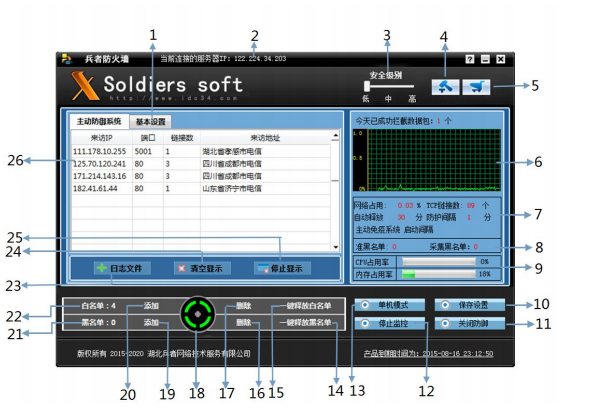 1
2
3
4
兵者防火墙 当前连接的服务器IP: 122.224.34.203
安全级别
低 中 高
Soldiers soft
5
主动防御系统 基本设置
来访IP 端口 链接数 来访地址
111.178.10.255 5001 1 湖北省孝感市电信
125.70.120.241 80 3 四川省成都市电信
171.214.143.16 80 3 四川省成都市电信
182.41.61.44 80 1 山东省济宁市电信
26
今天已成功拦截数据包: 1 个
1.0
0.8
0%
6
网络占用: 0.03 % TCP链接数: 89 个
自动释放 30 分 防护间隔 1 分
主动免疫系统 启动间隔
7
准黑名单: 0 采集黑名单: 0
8
CPU占用率 0%
内存占用率 18%
9
25
24
日志文件 清空显示 停止显示
23
22
白名单: 4 添加 删除 一键释放白名单
21
黑名单: 0 添加 删除 一键释放黑名单
单机模式 保存设置
10
停止监控 关闭防御
11
版权所有 2015-2020 湖北兵者网络技术服务有限公司
产品到期时间为: 2015-08-16 23:12:50
20
19
18
17
16
15
14
13
12